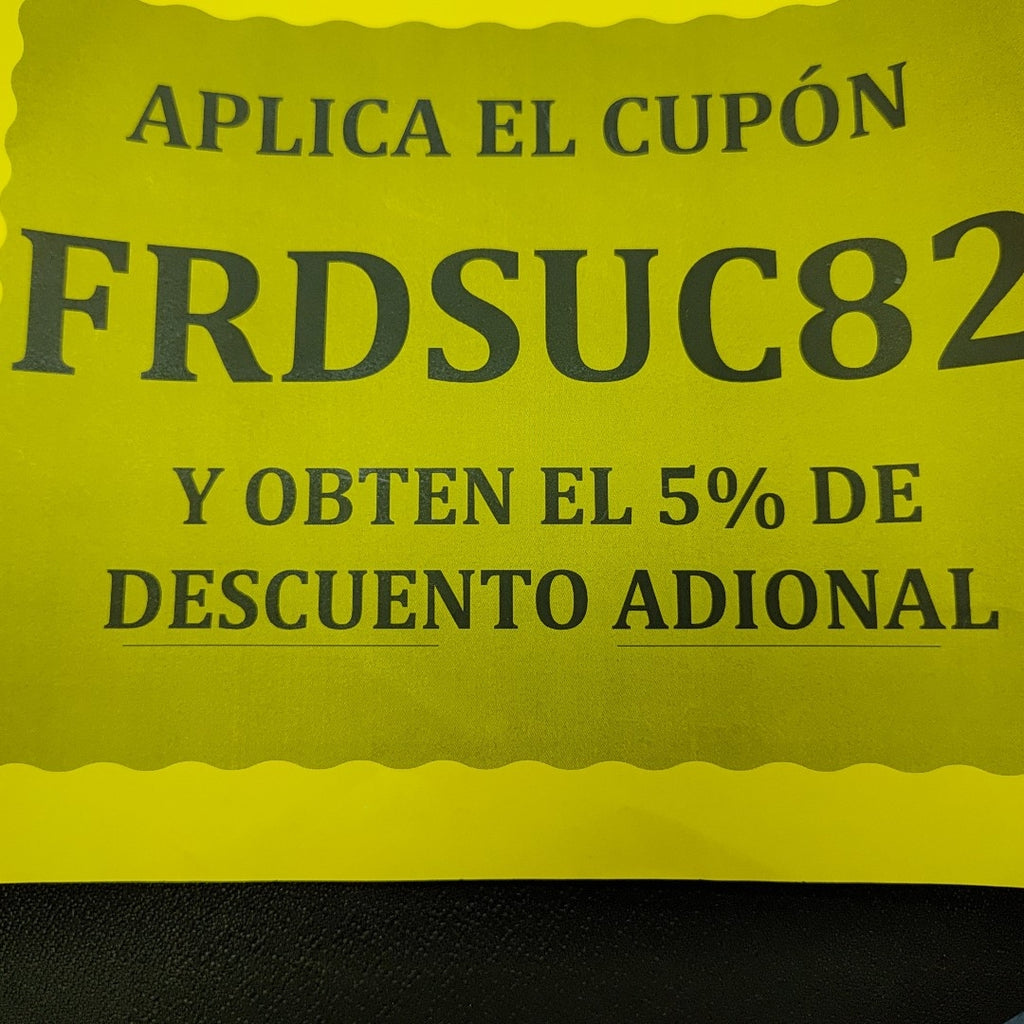 APLICA EL CUPÓN
FRDSUC82
Y OBTEN EL 5% DE
DESCUENTO ADIONAL